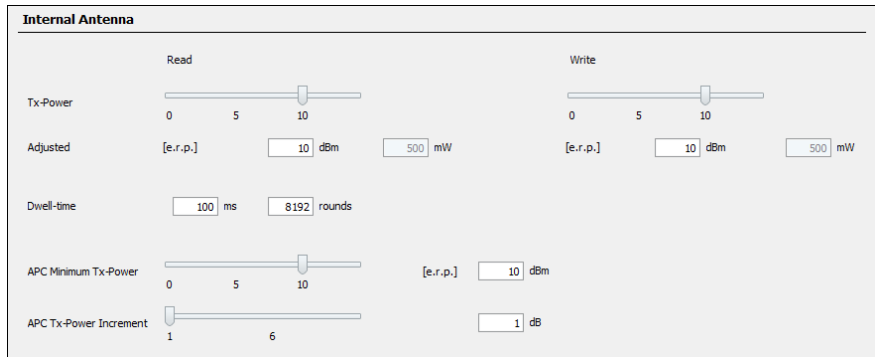 Internal Antenna
Read Write
Tx-Power
0 5 10 0 5 10
Adjusted [e.r.p.] 10 dBm 500 mW [e.r.p.] 10 dBm 500 mW
Dwell-time 100 ms 8192 rounds
APC Minimum Tx-Power [e.r.p.] 10 dBm
0 5 10
APC Tx-Power Increment 1 dB
1 6